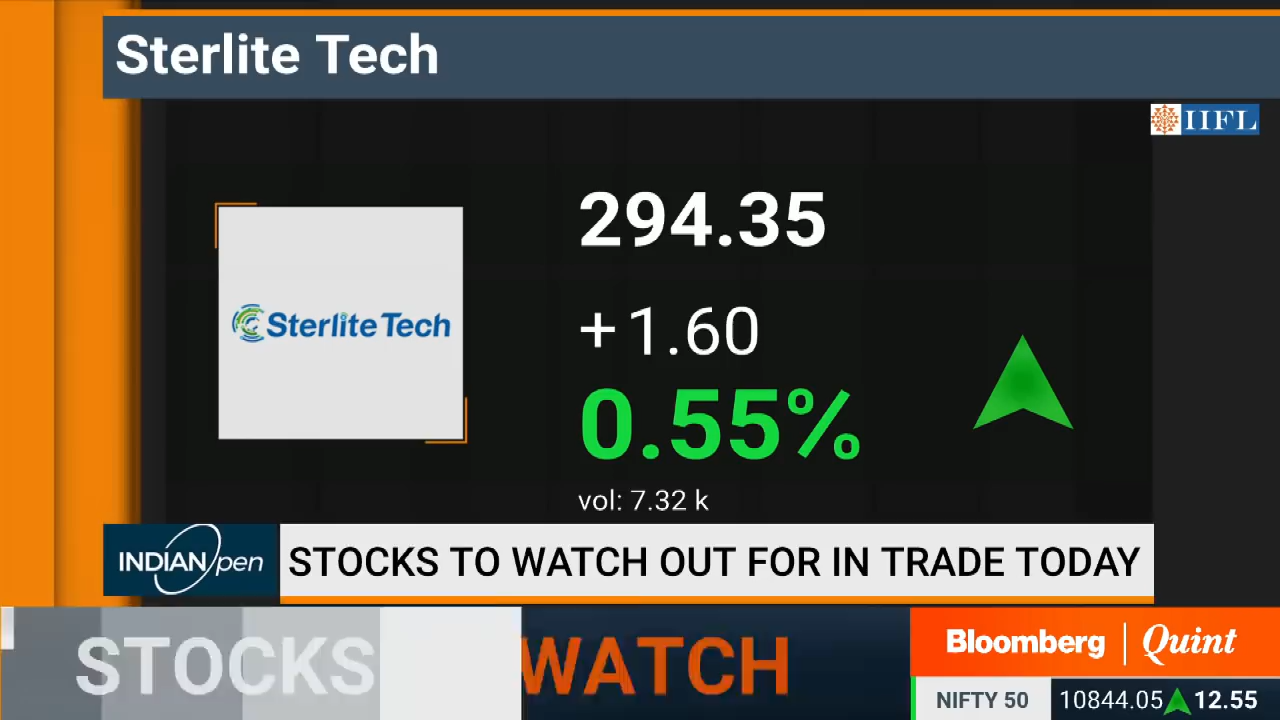 Sterlite Tech
IIFL
294.35
Sterlite Tech
+1.60
0.55%
vol: 7.32 k
INDIAN Open
STOCKS TO WATCH OUT FOR IN TRADE TODAY
STOCKS WATCH
Bloomberg | Quint
NIFTY 50 10844.05 12.55